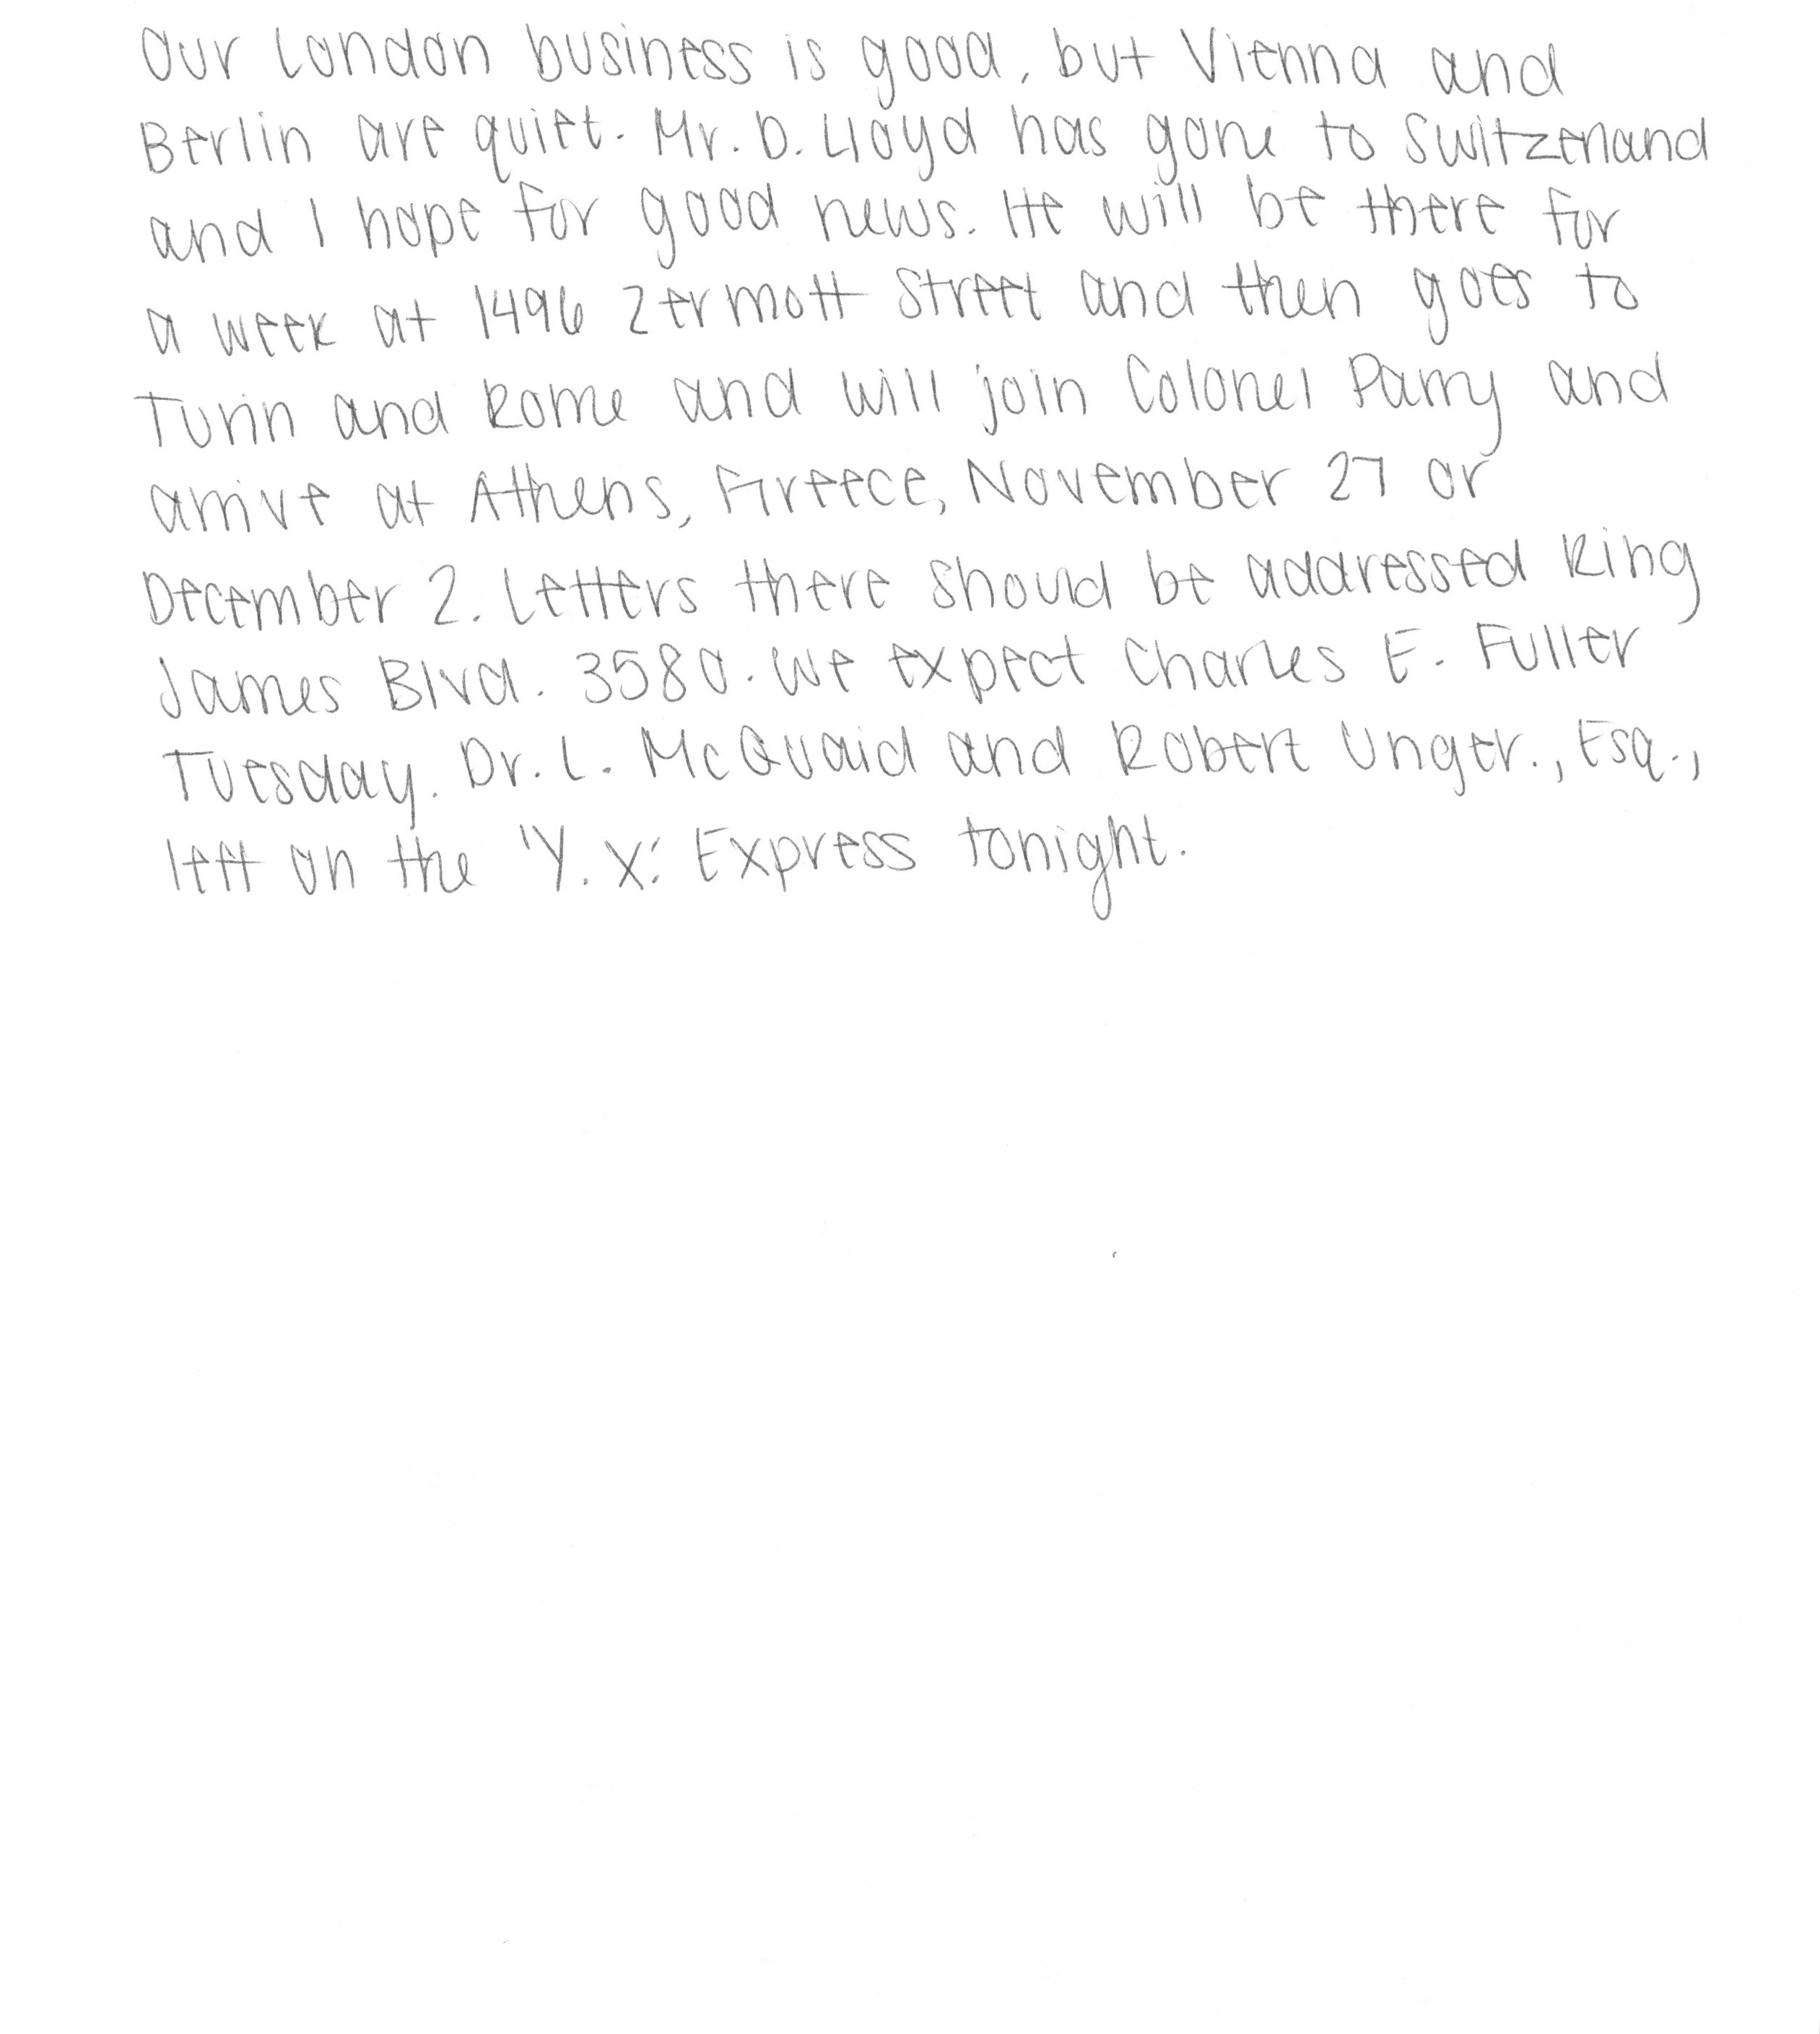 Our London business is good, but Vienna and
Berlin are quiet. Mr. D. Lloyd has gone to Switzerland
and I hope for good news. He will be there for
a week at 1496 Zermott Street and then goes to
Turin and Rome and will join Colonel Parry and
arrive at Athens, Greece, November 27 or
December 2. Letters there should be addressed King
James Blvd. 3580. We expect Charles E. Fuller
Tuesday. Dr. L. McQuaid and Robert Unger., Esq.,
left on the 'Y. X.' Express tonight.